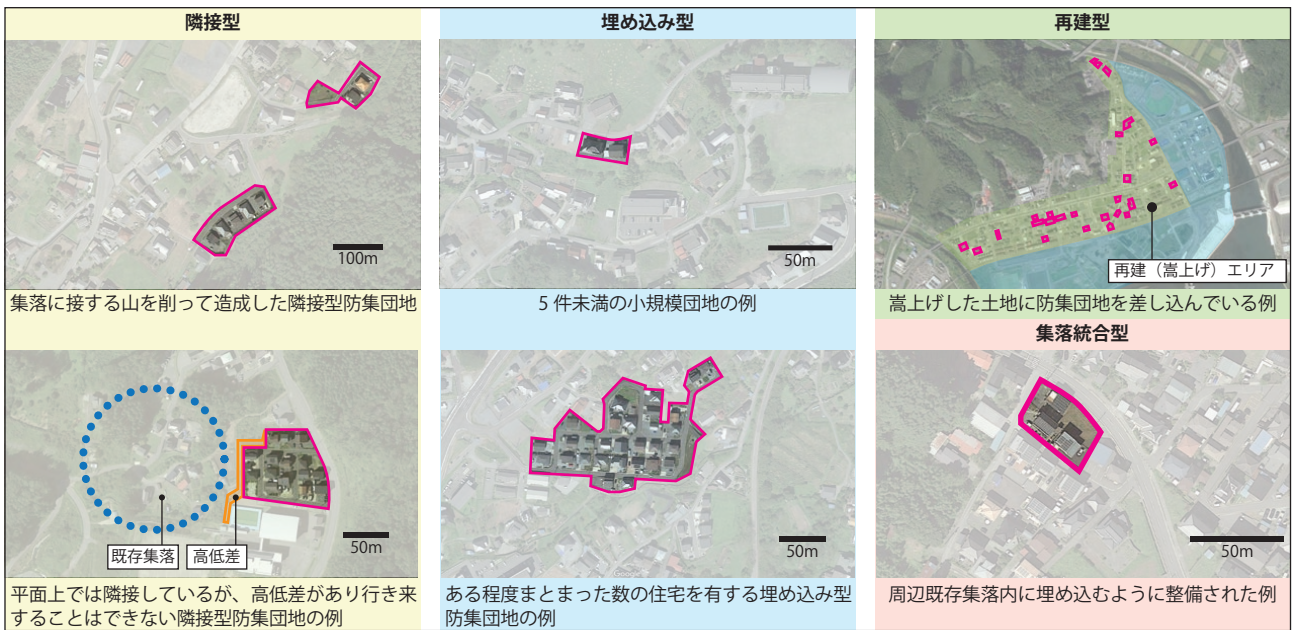 隣接型
100m
集落に接する山を削って造成した隣接型防集団地
既存集落
高低差
50m
平面上では隣接しているが、高低差があり行き来
することはできない隣接型防集団地の例
埋め込み型
50m
5 件未満の小規模団地の例
50m
ある程度まとまった数の住宅を有する埋め込み型
防集団地の例
再建型
再建（嵩上げ）エリア
嵩上げした土地に防集団地を差し込んでいる例
集落統合型
50m
周辺既存集落内に埋め込むように整備された例